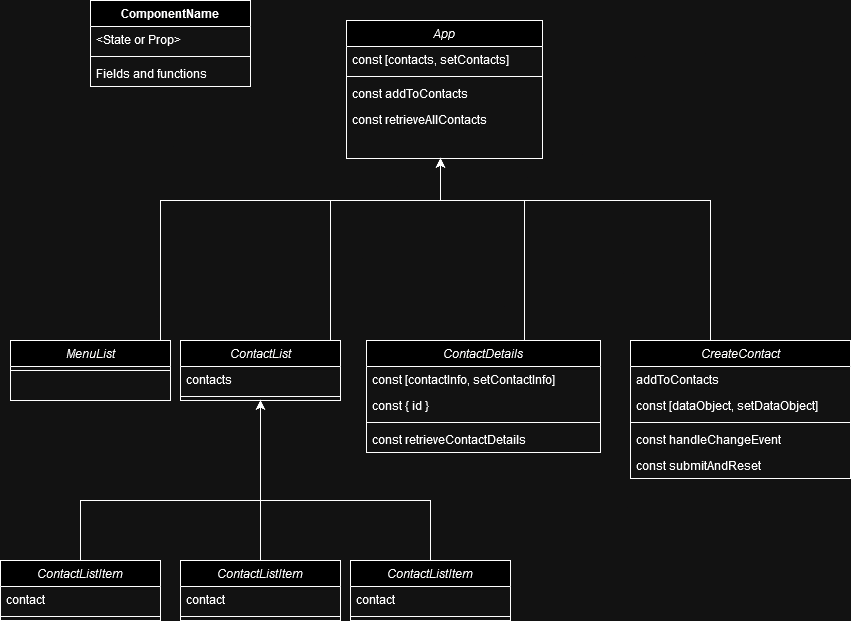 ComponentName
<State or Prop>
Fields and functions
App
const [contacts, setContacts]
const addToContacts
const retrieveAllContacts
MenuList
ContactList
contacts
ContactDetails
const [contactInfo, setContactInfo]
const { id }
const retrieveContactDetails
CreateContact
addToContacts
const [dataObject, setDataObject]
const handleChangeEvent
const submitAndReset
ContactListItem
contact
ContactListItem
contact
ContactListItem
contact